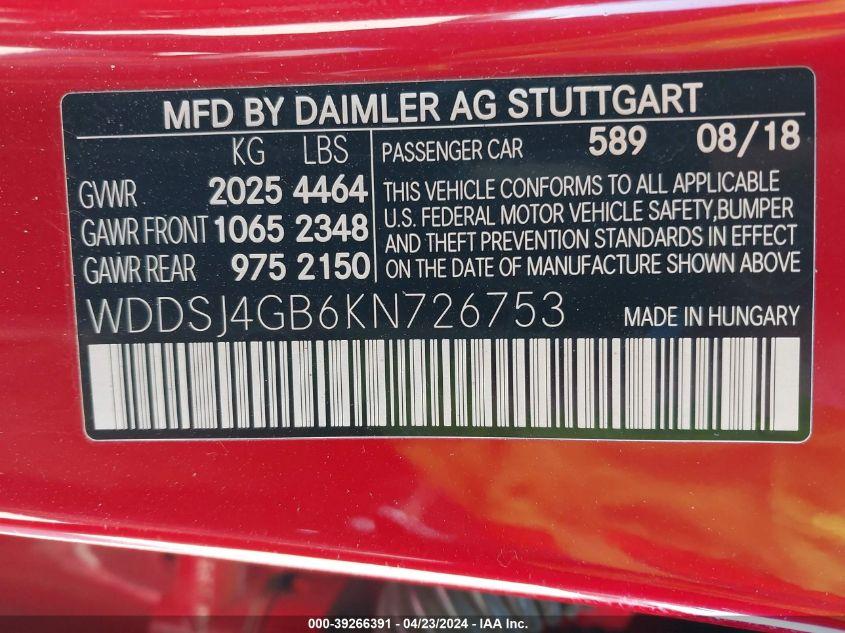 MFD BY DAIMLER AG STUTTGART
KG LBS
GVWR 2025 4464
GAWR FRONT 1065 2348
GAWR REAR 975 2150
PASSENGER CAR 589 08/18
THIS VEHICLE CONFORMS TO ALL APPLICABLE
U.S. FEDERAL MOTOR VEHICLE SAFETY,BUMPER
AND THEFT PREVENTION STANDARDS IN EFFECT
ON THE DATE OF MANUFACTURE SHOWN ABOVE
WDDSJ4GB6KN726753 MADE IN HUNGARY
000-39266391 - 04/23/2024 - IAA Inc.